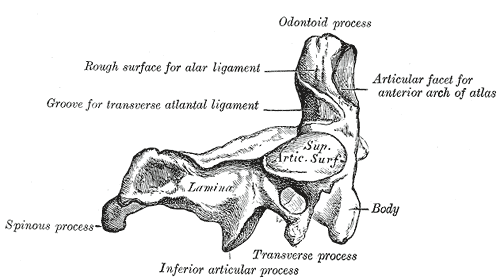 Odontoid process
Rough surface for alar ligament
Articular facet for
anterior arch of atlas
Groove for transverse atlantal ligament
Sup.
Artic. Surf.
Lamina
Body
Spinous process
Transverse process
Inferior articular process